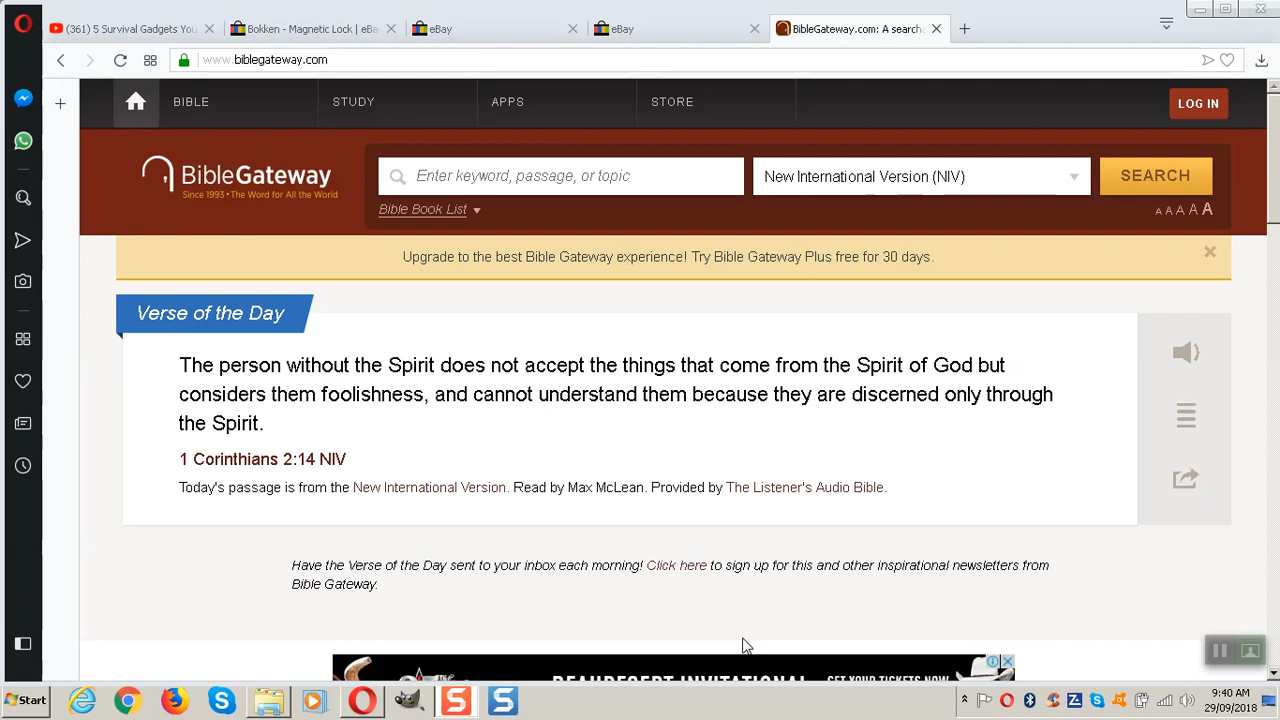 (361) 5 Survival Gadgets You
Bokken - Magnetic Lock | eBa
eBay
eBay
BibleGateway.com: A search
www.biblegateway.com
BIBLE
STUDY
APPS
STORE
LOG IN
BibleGateway
Since 1993 • The Word for All the World
Enter keyword, passage, or topic
New International Version (NIV)
SEARCH
Bible Book List
A A A A A
Upgrade to the best Bible Gateway experience! Try Bible Gateway Plus free for 30 days.
Verse of the Day
The person without the Spirit does not accept the things that come from the Spirit of God but
considers them foolishness, and cannot understand them because they are discerned only through
the Spirit.
1 Corinthians 2:14 NIV
Today's passage is from the New International Version. Read by Max McLean. Provided by The Listener's Audio Bible.
Have the Verse of the Day sent to your inbox each morning! Click here to sign up for this and other inspirational newsletters from
Bible Gateway.
BEAUDESERT INVITATIONAL
GET YOUR TICKETS NOW
Start
9:40 AM
29/09/2018